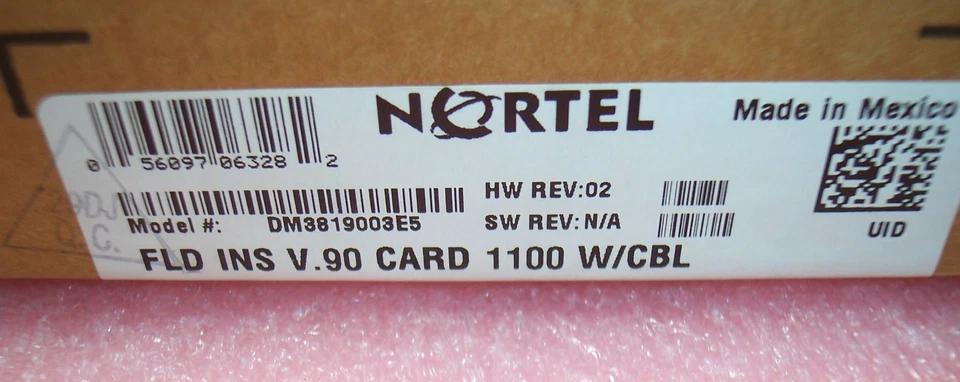 NORTEL
Made in Mexico
0 56097 06328 2
HW REV:02
Model #: DM3819003E5
SW REV: N/A
UID
FLD INS V.90 CARD 1100 W/CBL
Q.C.